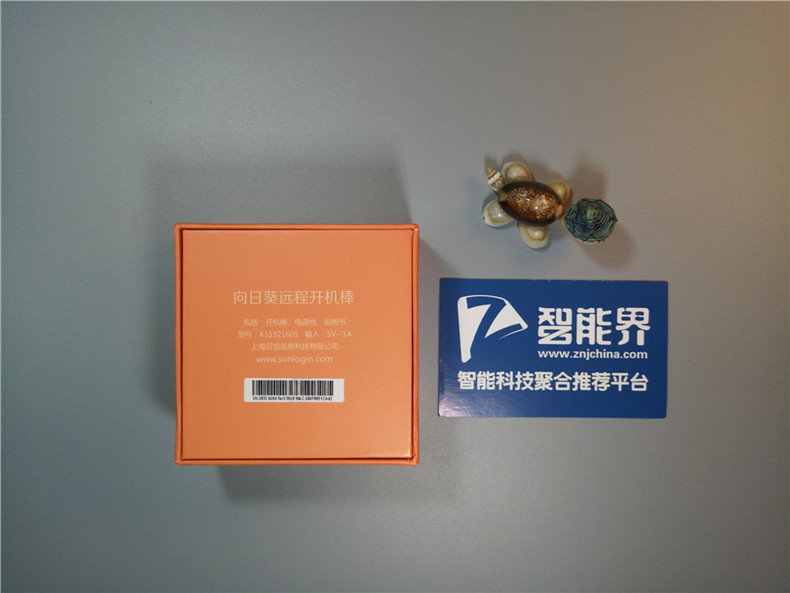 向日葵远程开机棒
包括：开机棒、电源线、说明书
型号：K153216OS 输入：5V--1A
上海贝锐信息科技有限公司
www.sunlogin.com
智能界
www.znjchina.com
智能科技聚合推荐平台